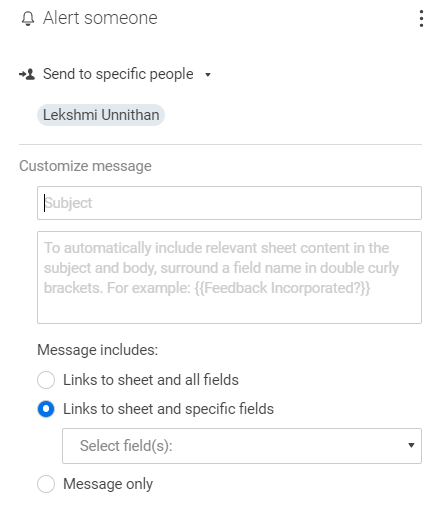 Alert someone
Send to specific people
Lekshmi Unnithan
Customize message
Subject
To automatically include relevant sheet content in the
subject and body, surround a field name in double curly
brackets. For example: {{Feedback Incorporated?}}
Message includes:
Links to sheet and all fields
Links to sheet and specific fields
Select field(s):
Message only